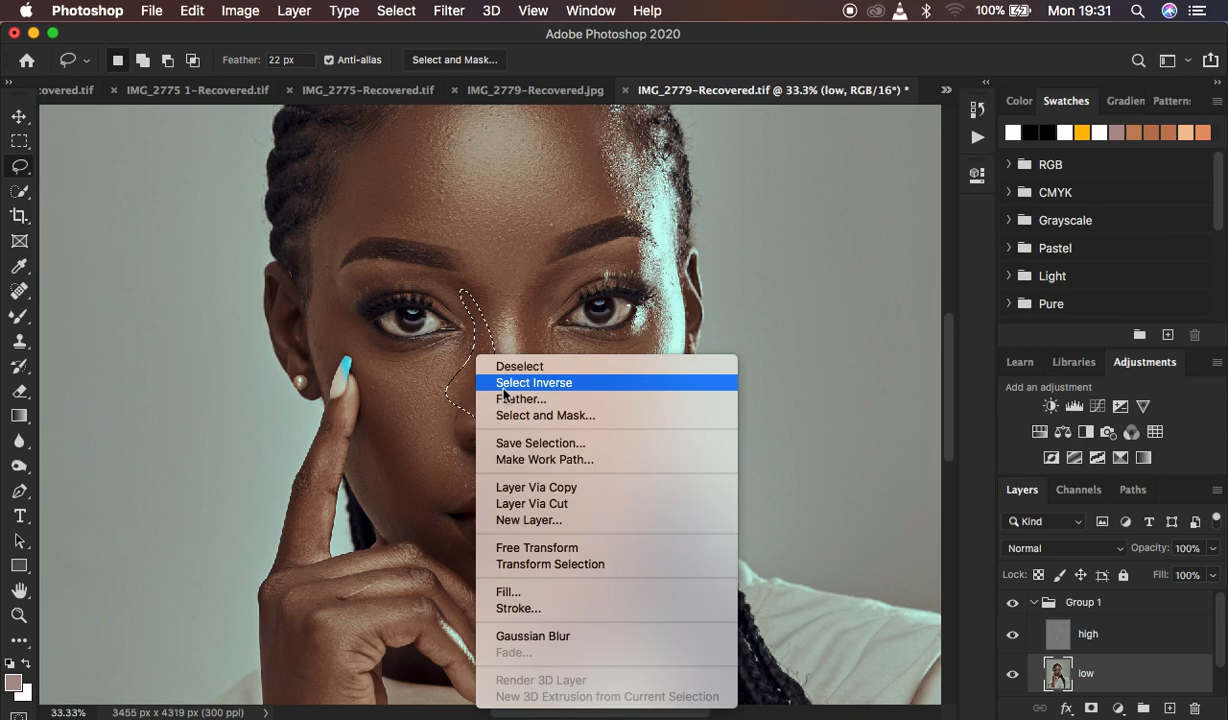 Photoshop File Edit Image Layer Type Select Filter 3D View Window Help 100% Mon 19:31
Adobe Photoshop 2020
Feather: 22 px Anti-alias Select and Mask...
overed.tif × IMG_2775 1-Recovered.tif × IMG_2775-Recovered.tif × IMG_2779-Recovered.jpg × IMG_2779-Recovered.tif @ 33.3% (low, RGB/16*) *
Color Swatches Gradien Patterns
RGB
CMYK
Grayscale
Pastel
Light
Pure
Learn Libraries Adjustments
Add an adjustment
Deselect
Select Inverse
Feather...
Select and Mask...
Save Selection...
Make Work Path...
Layer Via Copy
Layer Via Cut
New Layer...
Free Transform
Transform Selection
Fill...
Stroke...
Gaussian Blur
Fade...
Render 3D Layer
New 3D Extrusion from Current Selection
Layers Channels Paths
Kind
Normal Opacity: 100%
Lock: Fill: 100%
Group 1
high
low
33.33% 3455 px x 4319 px (300 ppi)